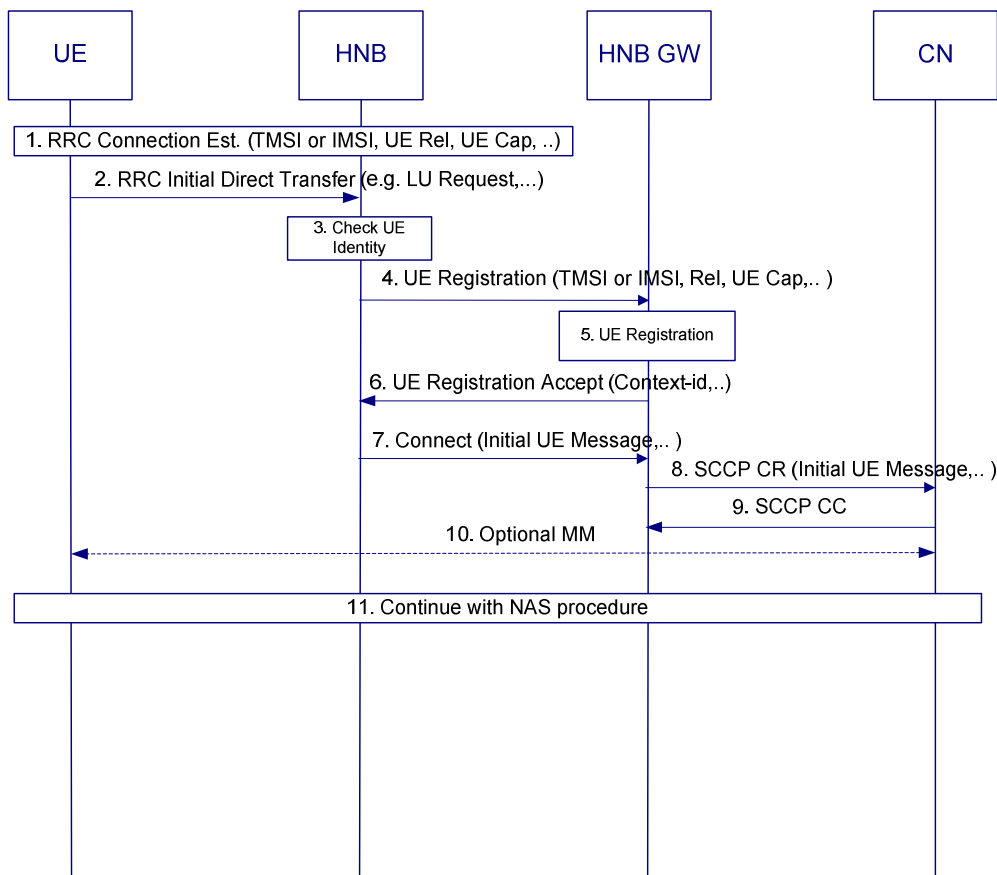 UE
HNB
HNB GW
CN
1. RRC Connection Est. (TMSI or IMSI, UE Rel, UE Cap, ..)
2. RRC Initial Direct Transfer (e.g. LU Request,...)
3. Check UE
Identity
4. UE Registration (TMSI or IMSI, Rel, UE Cap,.. )
5. UE Registration
6. UE Registration Accept (Context-id,..)
7. Connect (Initial UE Message,.. )
8. SCCP CR (Initial UE Message,.. )
9. SCCP CC
10. Optional MM
11. Continue with NAS procedure